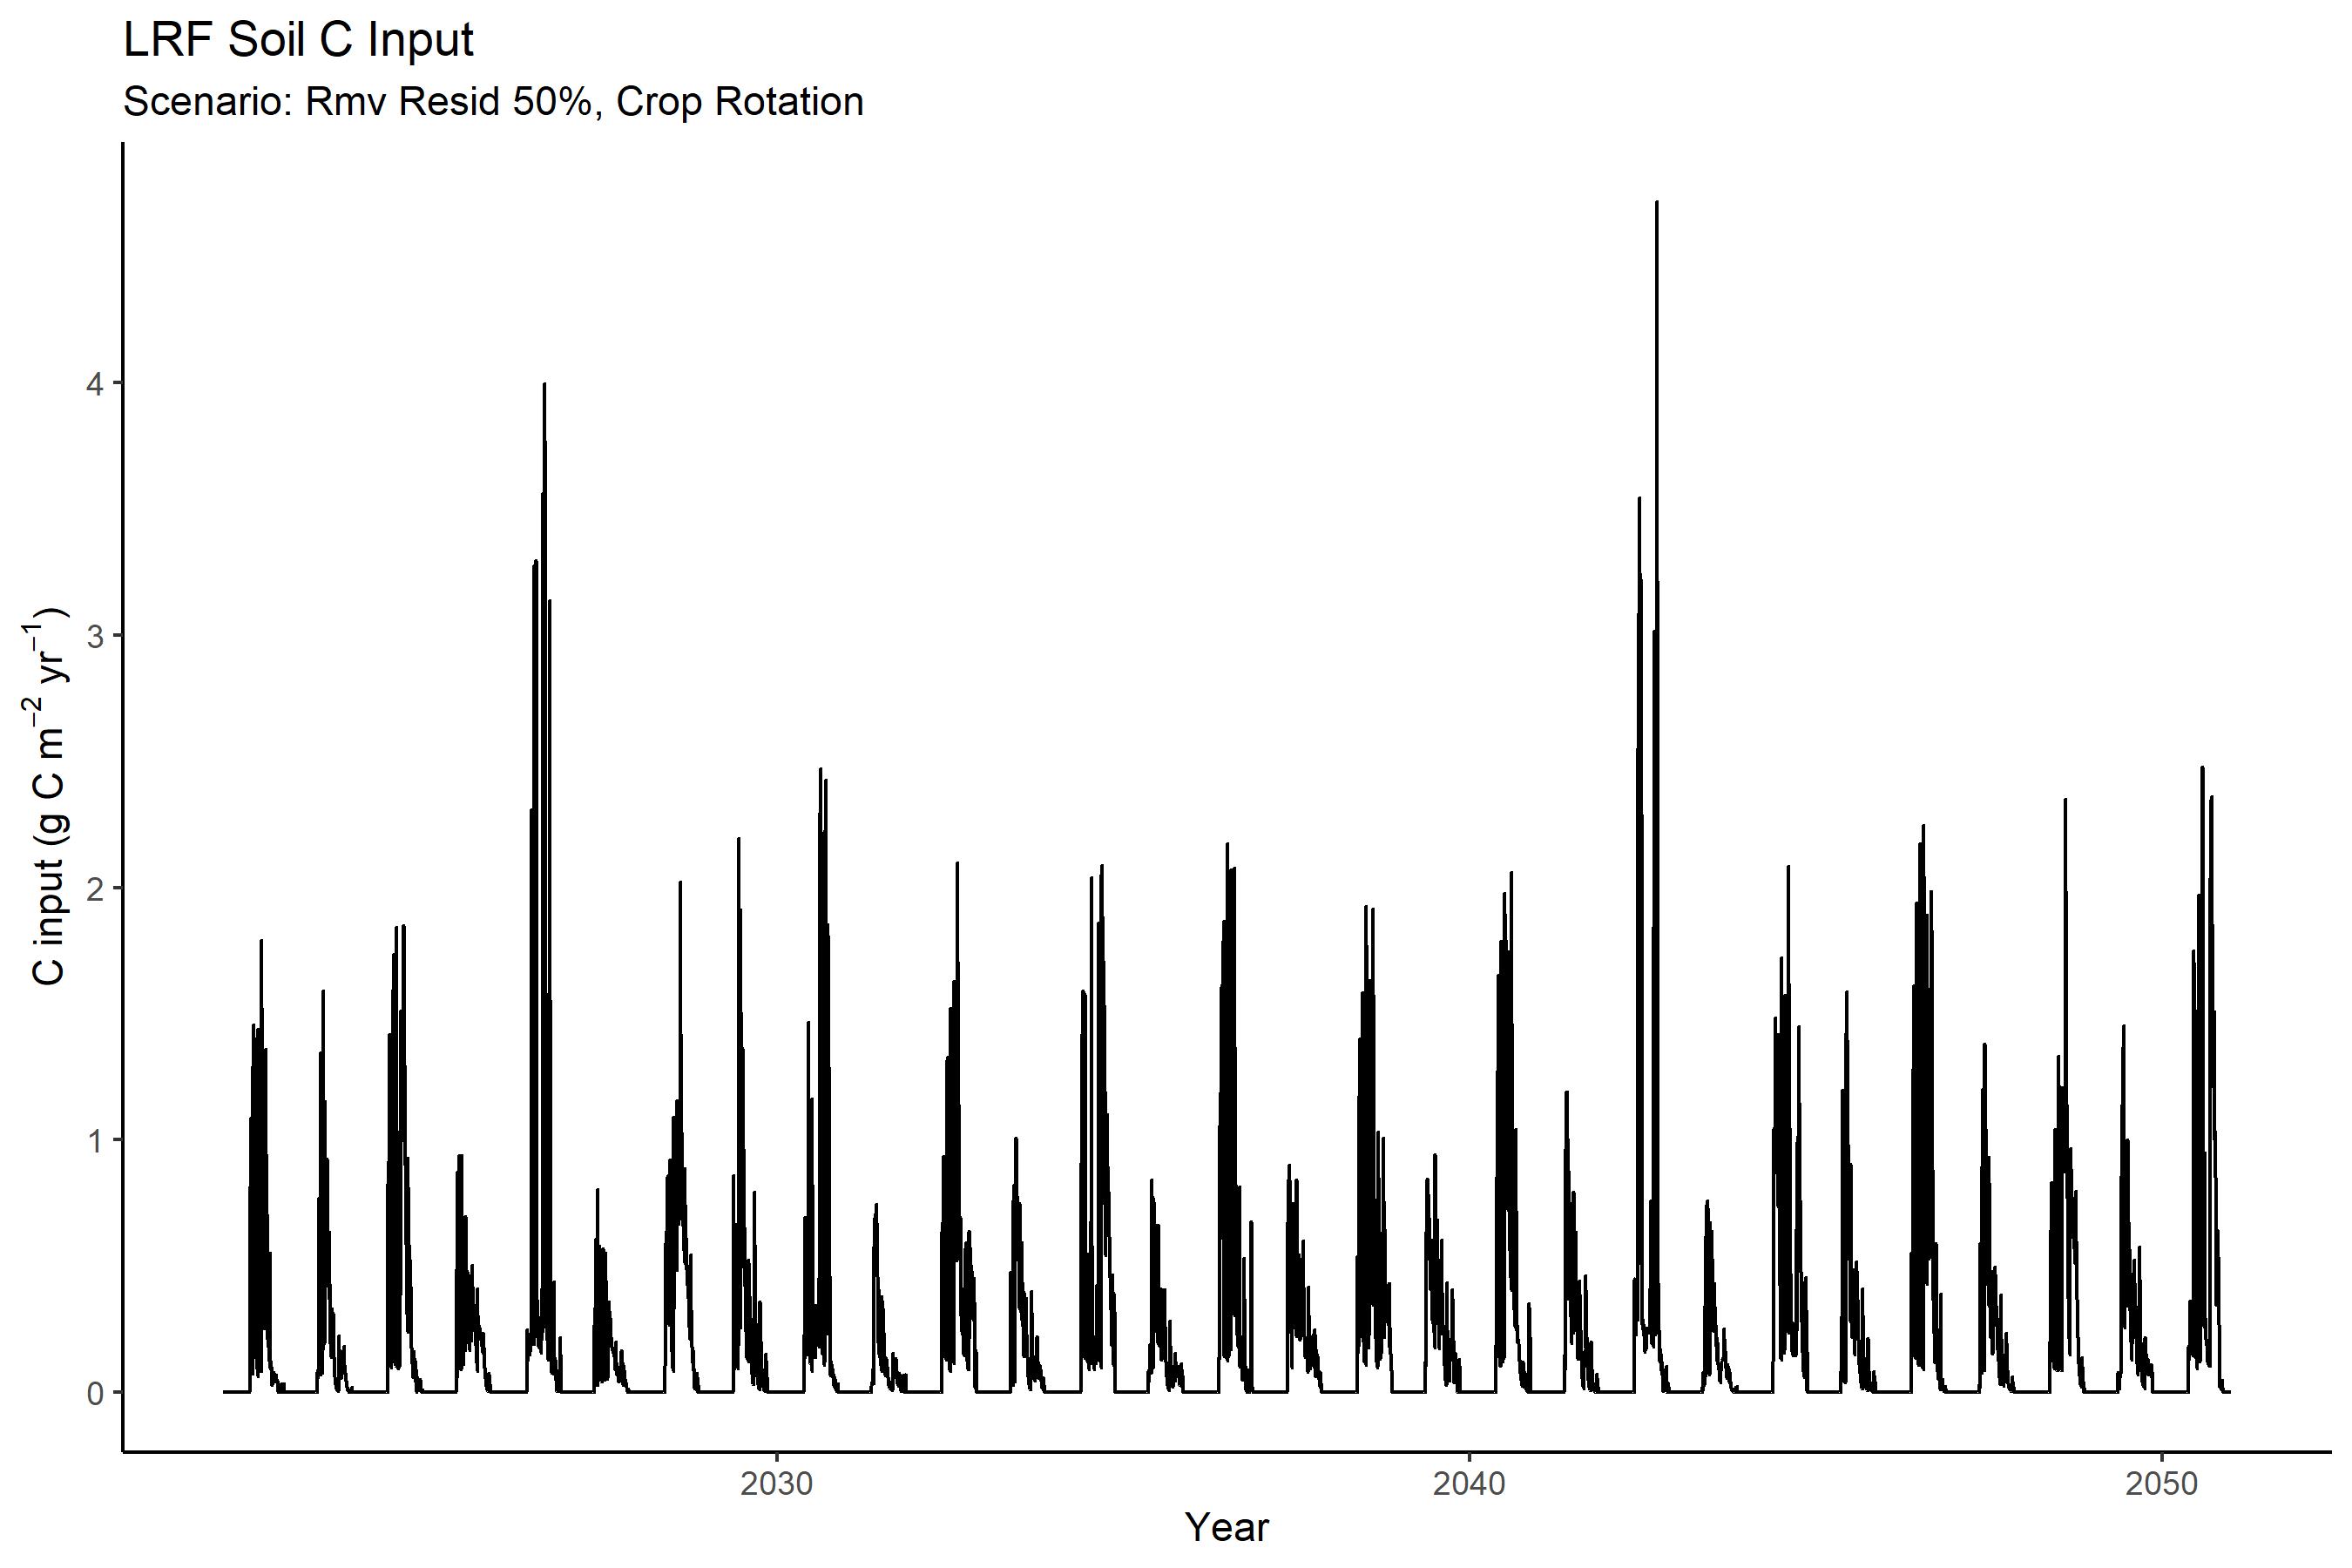 LRF Soil C Input
Scenario: Rmv Resid 50%, Crop Rotation
C input (g C m⁻² yr⁻¹)
4
3
2
1
0
2030 2040 2050
Year